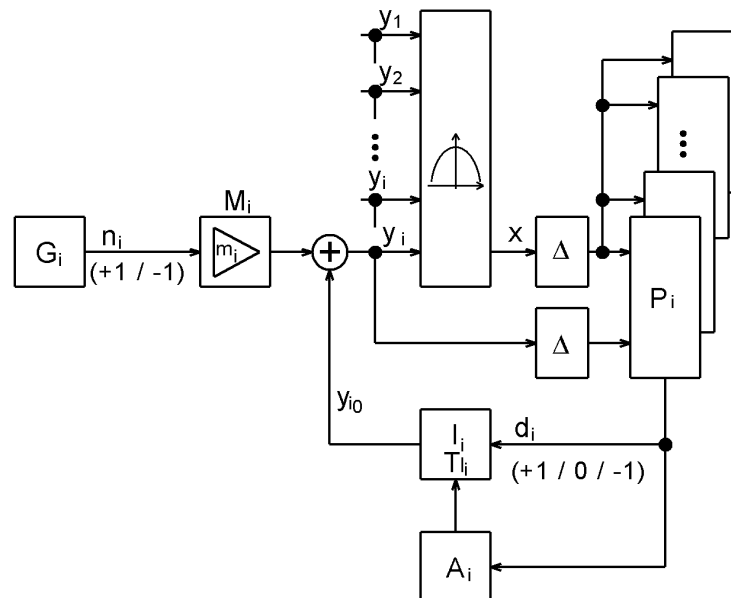 y1
y2
yi
Mi
Gi
ni
(+1 / -1)
mi
+
yi
x
Δ
Pi
Δ
yi0
Ii
TIi
di
(+1 / 0 / -1)
Ai